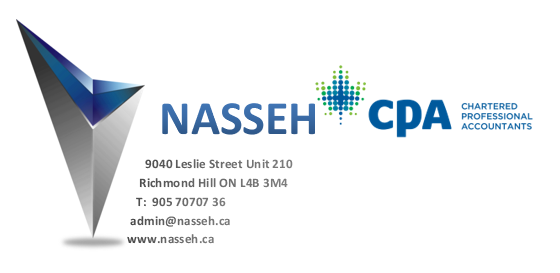 NASSEH
CPA
CHARTERED
PROFESSIONAL
ACCOUNTANTS
9040 Leslie Street Unit 210
Richmond Hill ON L4B 3M4
T: 905 70707 36
admin@nasseh.ca
www.nasseh.ca